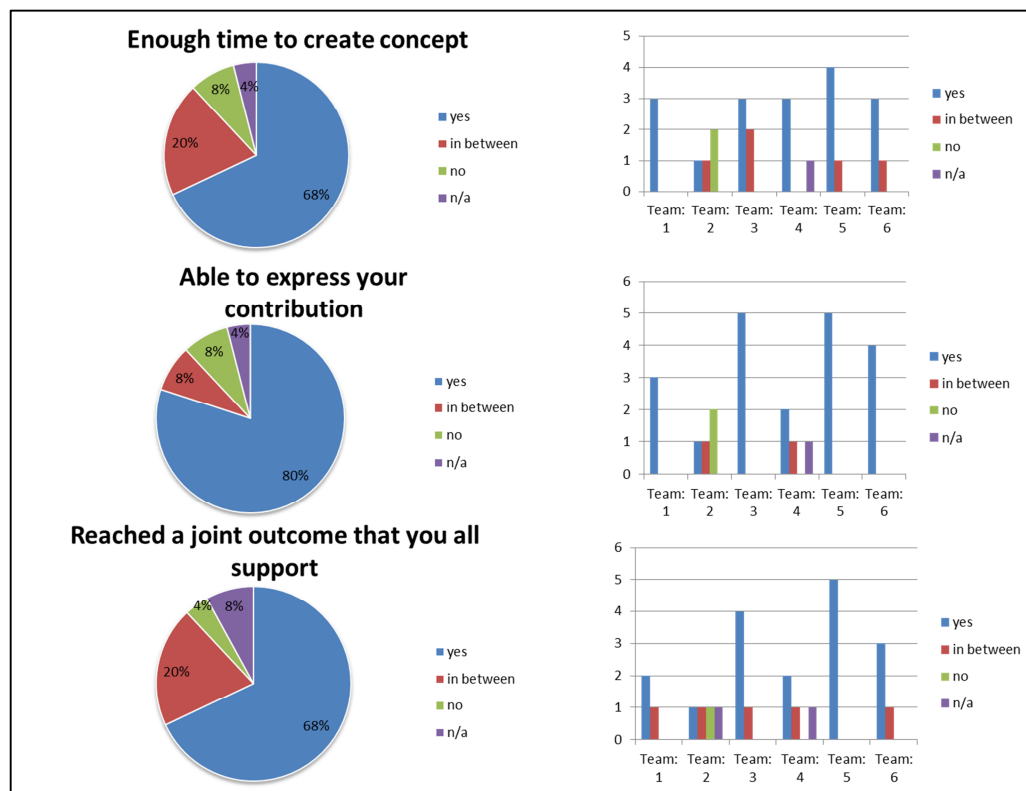 Enough time to create concept
4%
8%
20%
68%
yes
in between
no
n/a
5
4
3
2
1
0
Team: Team: Team: Team: Team: Team:
1 2 3 4 5 6
yes
in between
no
n/a
Able to express your
contribution
4%
8%
8%
80%
yes
in between
no
n/a
6
5
4
3
2
1
0
Team: Team: Team: Team: Team: Team:
1 2 3 4 5 6
yes
in between
no
n/a
Reached a joint outcome that you all
support
4% 8%
20%
68%
yes
in between
no
n/a
6
5
4
3
2
1
0
Team: Team: Team: Team: Team: Team:
1 2 3 4 5 6
yes
in between
no
n/a